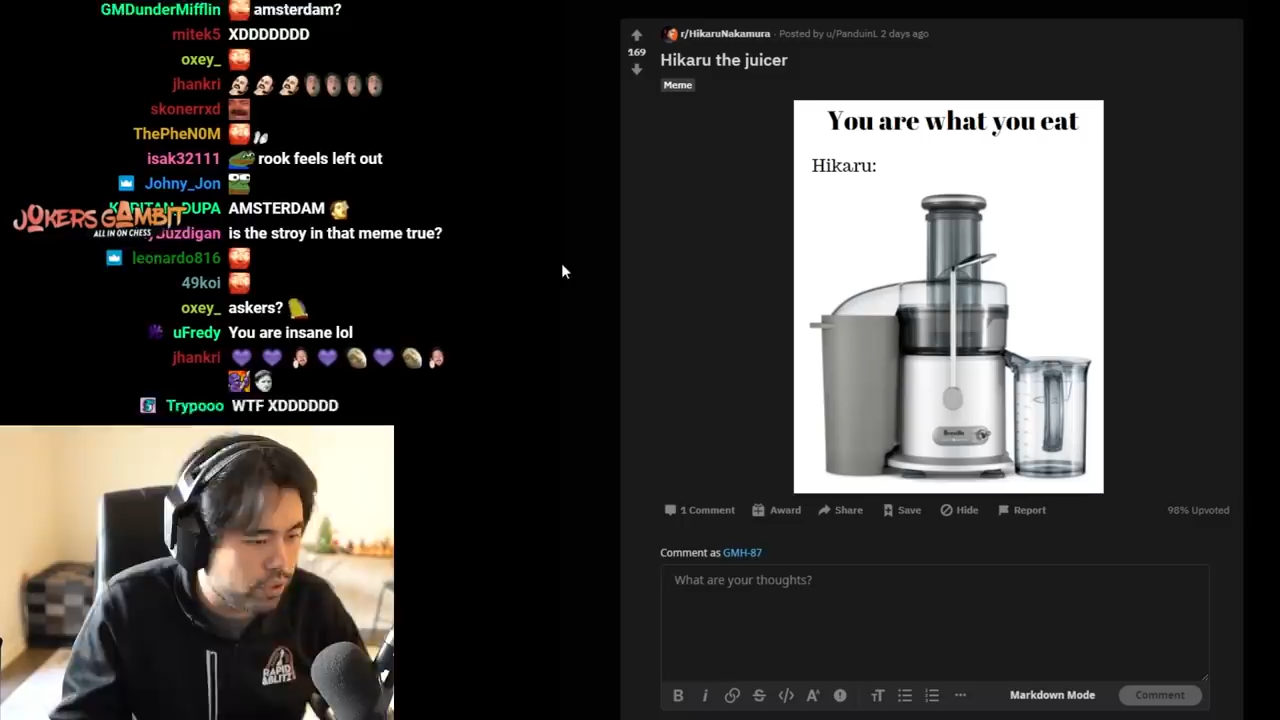 GMDunderMifflin amsterdam?
mitek5 XDDDDDDD
oxey_
jhankri
skonerrxd
ThePheN0M
isak32111 rook feels left out
Johny_Jon
AMSTERDAM
JOKERS GAMBIT
ALL IN ON CHESS
is the stroy in that meme true?
leonardo816
49koi
oxey_ askers?
uFredy You are insane lol
jhankri
Trypooo WTF XDDDDDD
RAPID
&BLITZ
r/HikaruNakamura · Posted by u/PanduinL 2 days ago
169
Hikaru the juicer
Meme
You are what you eat
Hikaru:
Breville
1 Comment Award Share Save Hide Report 98% Upvoted
Comment as GMH-87
What are your thoughts?
B i Markdown Mode Comment